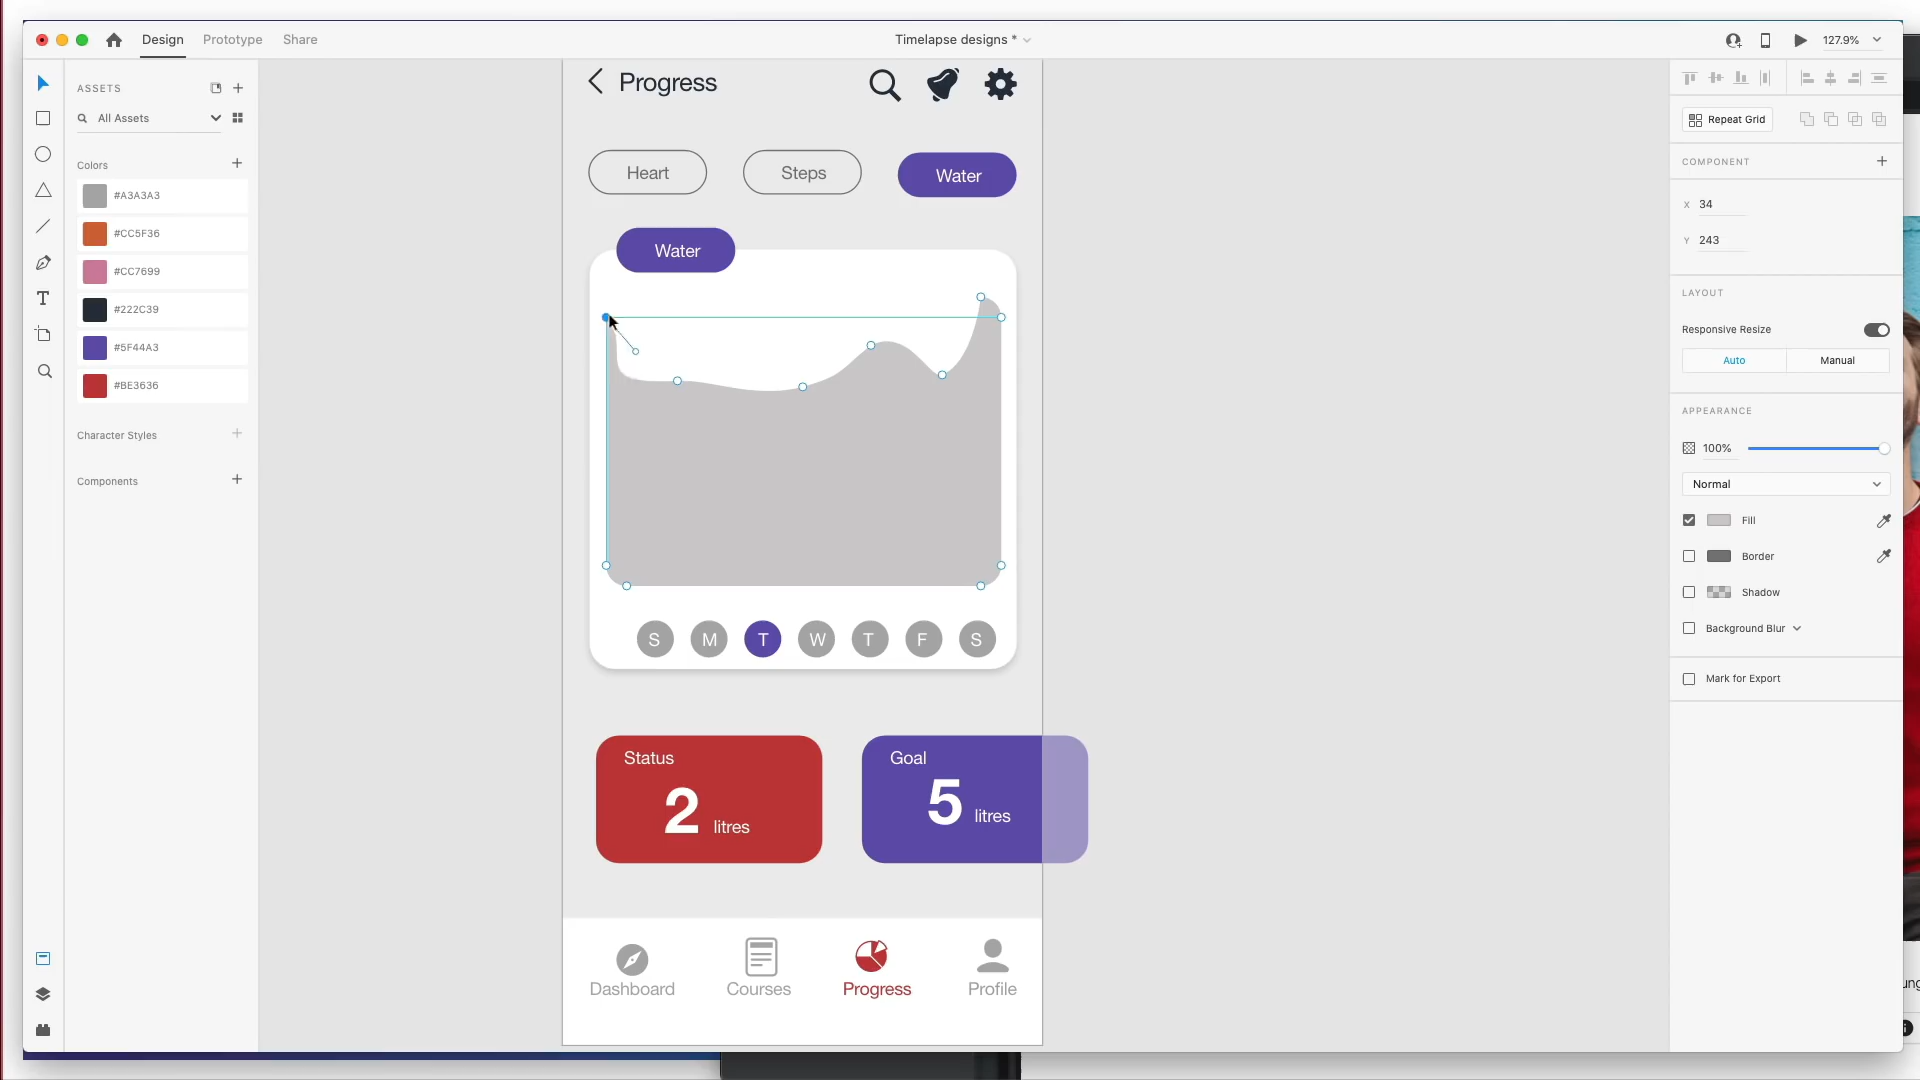 Design Prototype Share
Timelapse designs *
127.9%
ASSETS
All Assets
Colors
#A3A3A3
#CC5F36
#CC7699
#222C39
#5F44A3
#BE3636
Character Styles
Components
Progress
Heart Steps Water
Water
S M T W T F S
Status
2 litres
Goal
5 litres
Dashboard Courses Progress Profile
Repeat Grid
COMPONENT
X 34
Y 243
LAYOUT
Responsive Resize
Auto Manual
APPEARANCE
100%
Normal
Fill
Border
Shadow
Background Blur
Mark for Export